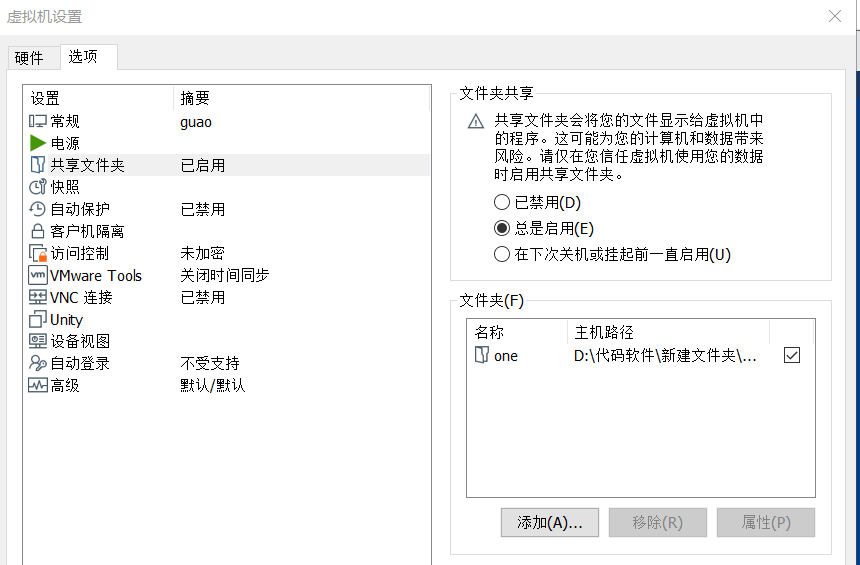 虚拟机设置
硬件 选项
设置 摘要
常规 guao
电源
共享文件夹 已启用
快照
自动保护 已禁用
客户机隔离
访问控制 未加密
VMware Tools 关闭时间同步
VNC 连接 已禁用
Unity
设备视图
自动登录 不受支持
高级 默认/默认
文件夹共享
共享文件夹会将您的文件显示给虚拟机中
的程序。这可能为您的计算机和数据带来
风险。请仅在您信任虚拟机使用您的数据
时启用共享文件夹。
已禁用(D)
总是启用(E)
在下次关机或挂起前一直启用(U)
文件夹(F)
名称 主机路径
one D:\代码软件\新建文件夹\...
添加(A)... 移除(R) 属性(P)